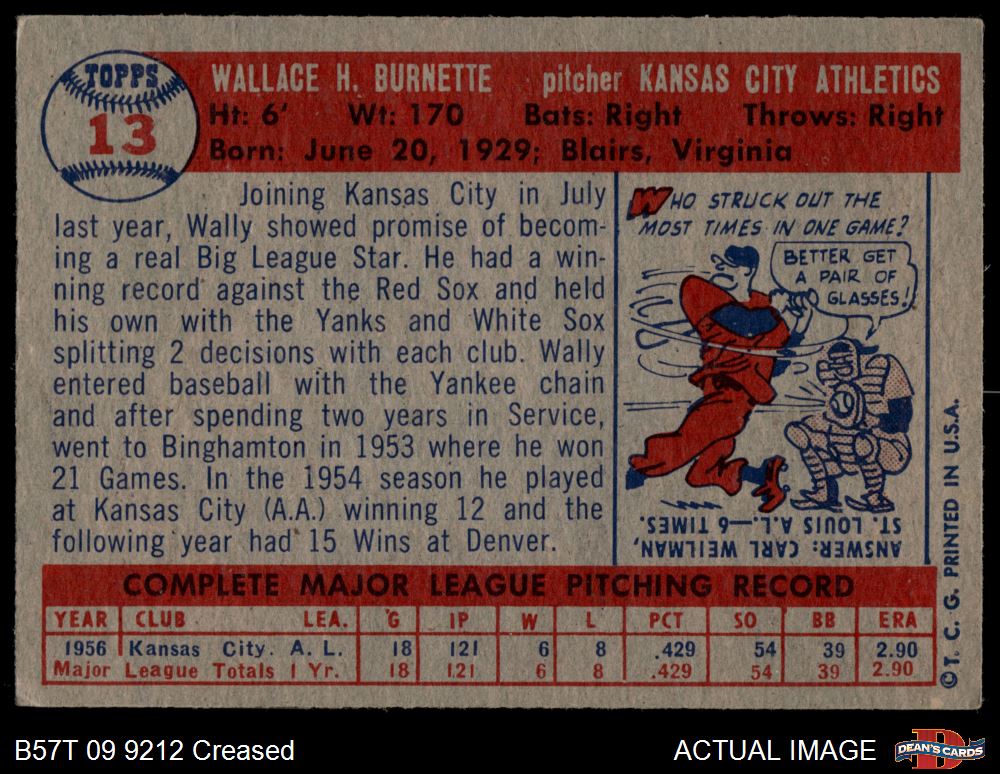 TOPPS
13
WALLACE H. BURNETTE pitcher KANSAS CITY ATHLETICS
Ht: 6' Wt: 170 Bats: Right Throws: Right
Born: June 20, 1929; Blairs, Virginia
Joining Kansas City in July
last year, Wally showed promise of becom-
ing a real Big League Star. He had a win-
ning record against the Red Sox and held
his own with the Yanks and White Sox
splitting 2 decisions with each club. Wally
entered baseball with the Yankee chain
and after spending two years in Service,
went to Binghamton in 1953 where he won
21 Games. In the 1954 season he played
at Kansas City (A.A.) winning 12 and the
following year had 15 Wins at Denver.
WHO STRUCK OUT THE
MOST TIMES IN ONE GAME?
BETTER GET
A PAIR OF
GLASSES!
ANSWER: CARL WEILMAN,
ST. LOUIS A.L.—6 TIMES.
COMPLETE MAJOR LEAGUE PITCHING RECORD
YEAR CLUB LEA. G IP W L PCT SO BB ERA
1956 Kansas City. A. L. 18 121 6 8 .429 54 39 2.90
Major League Totals 1 Yr. 18 121 6 8 .429 54 39 2.90
©T. C. G. PRINTED IN U.S.A.
B57T 09 9212 Creased
ACTUAL IMAGE
D
DEAN'S CARDS